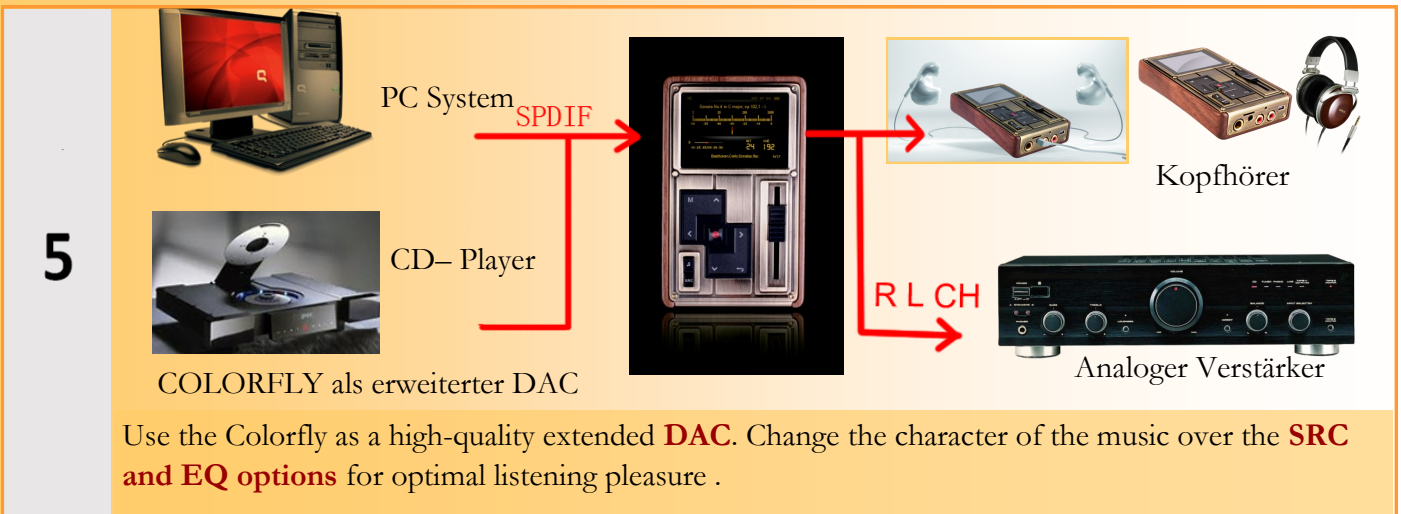 5
PC System
SPDIF
CD– Player
COLORFLY als erweiterter DAC
24 192
M
Kopfhörer
R L CH
Analoger Verstärker
Use the Colorfly as a high-quality extended DAC. Change the character of the music over the SRC
and EQ options for optimal listening pleasure .